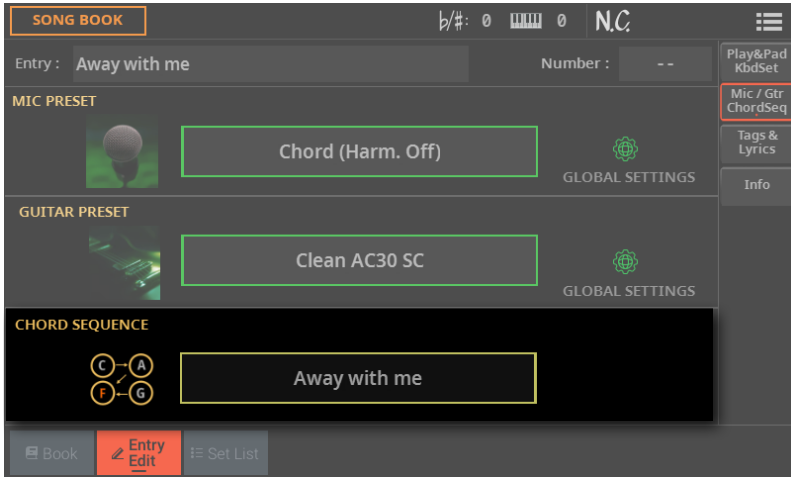 SONG BOOK
♭/♯: 0
0
N.C.
Entry : Away with me
Number : --
Play&Pad
KbdSet
MIC PRESET
Mic / Gtr
ChordSeq
Chord (Harm. Off)
GLOBAL SETTINGS
Tags &
Lyrics
Info
GUITAR PRESET
Clean AC30 SC
GLOBAL SETTINGS
CHORD SEQUENCE
C A
F G
Away with me
Book
Entry
Edit
Set List